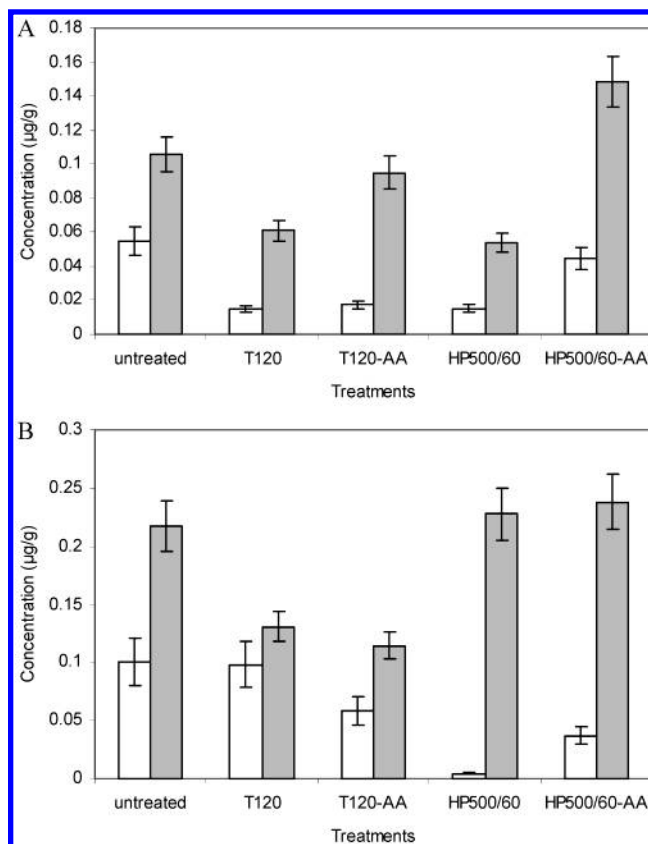 A
Concentration (µg/g)
0.18
0.16
0.14
0.12
0.1
0.08
0.06
0.04
0.02
0
untreated T120 T120-AA HP500/60 HP500/60-AA
Treatments
B
Concentration (µg/g)
0.3
0.25
0.2
0.15
0.1
0.05
0
untreated T120 T120-AA HP500/60 HP500/60-AA
Treatments